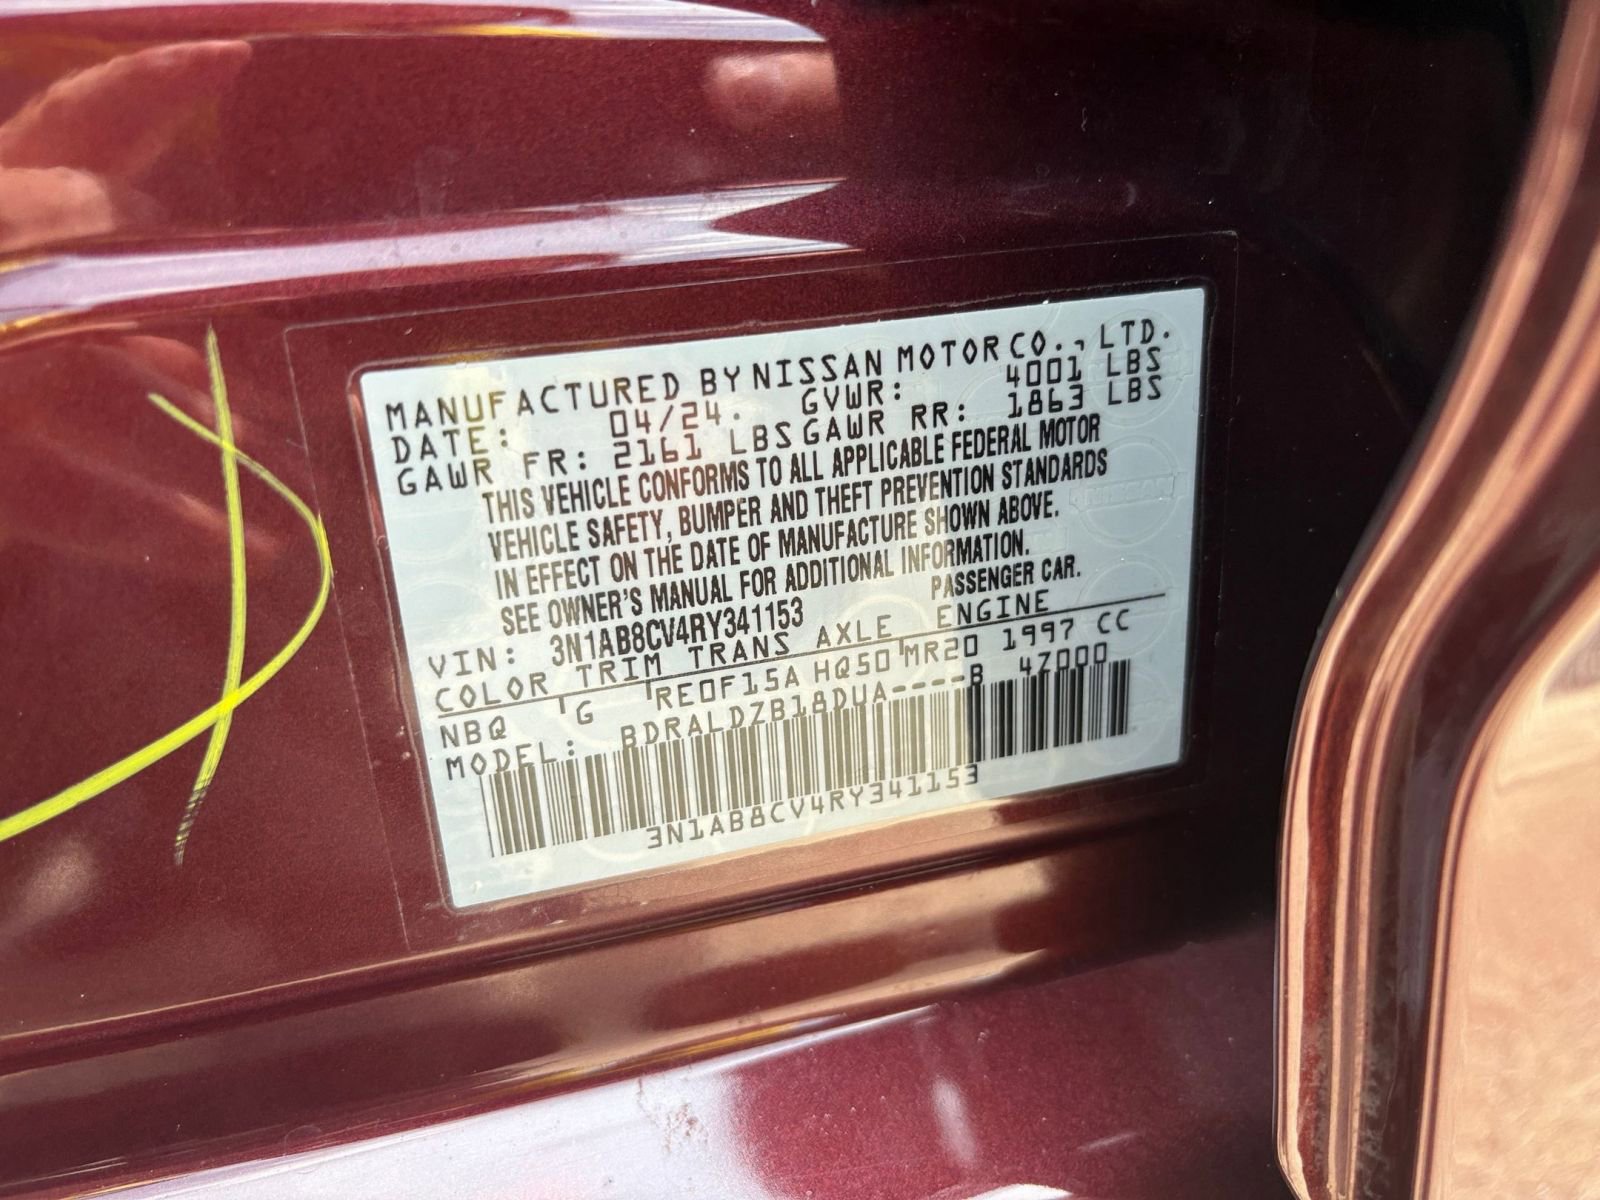 MANUFACTURED BY NISSAN MOTOR CO., LTD.
DATE: 04/24. GVWR: 4001 LBS
GAWR FR: 2161 LBS GAWR RR: 1863 LBS
THIS VEHICLE CONFORMS TO ALL APPLICABLE FEDERAL MOTOR
VEHICLE SAFETY, BUMPER AND THEFT PREVENTION STANDARDS
IN EFFECT ON THE DATE OF MANUFACTURE SHOWN ABOVE.
SEE OWNER'S MANUAL FOR ADDITIONAL INFORMATION.
VIN: 3N1AB8CV4RY341153 PASSENGER CAR.
COLOR TRIM TRANS AXLE ENGINE
NBQ G RE0F15A HQ50 MR20 1997 CC
MODEL: BDRALDZB18DUA----B 4Z000
3N1AB8CV4RY341153